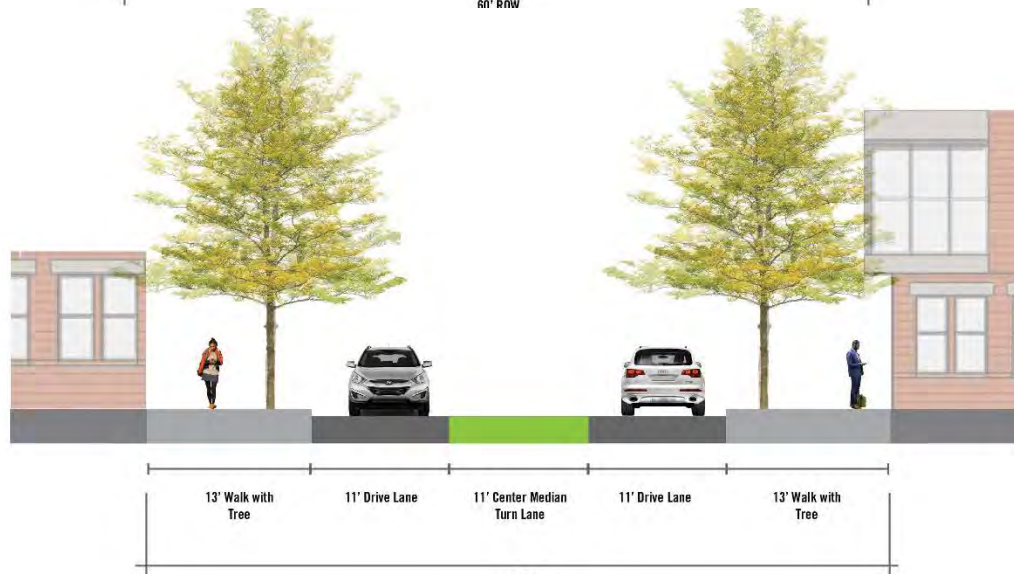 60' ROW
13' Walk with
Tree
11' Drive Lane
11' Center Median
Turn Lane
11' Drive Lane
13' Walk with
Tree